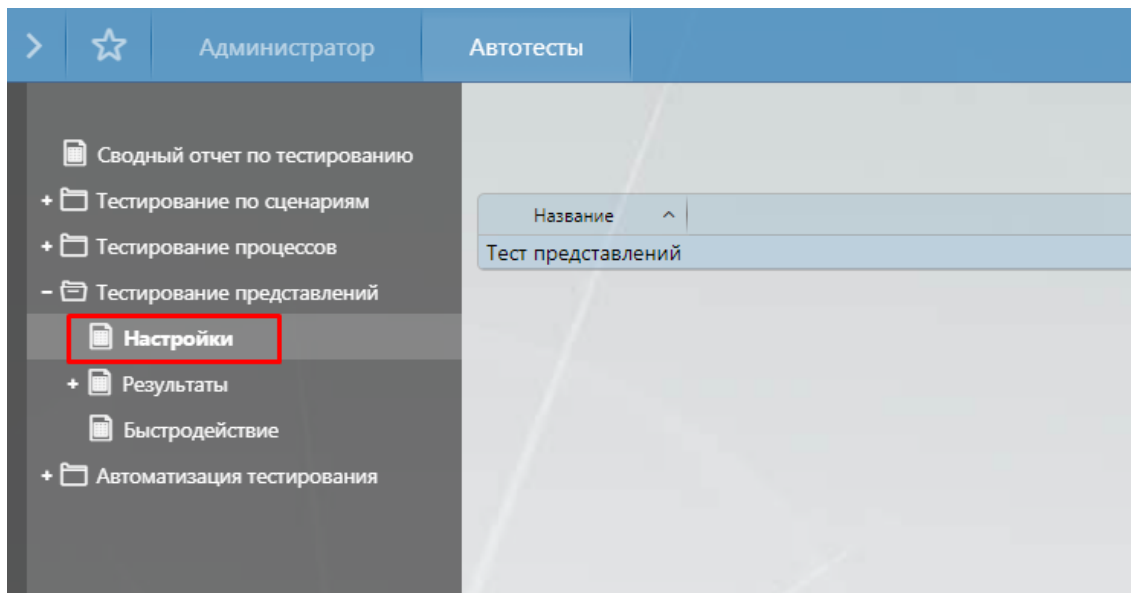 Администратор
Автотесты
Сводный отчет по тестированию
Тестирование по сценариям
Тестирование процессов
Тестирование представлений
Настройки
Результаты
Быстродействие
Автоматизация тестирования
Название
Тест представлений